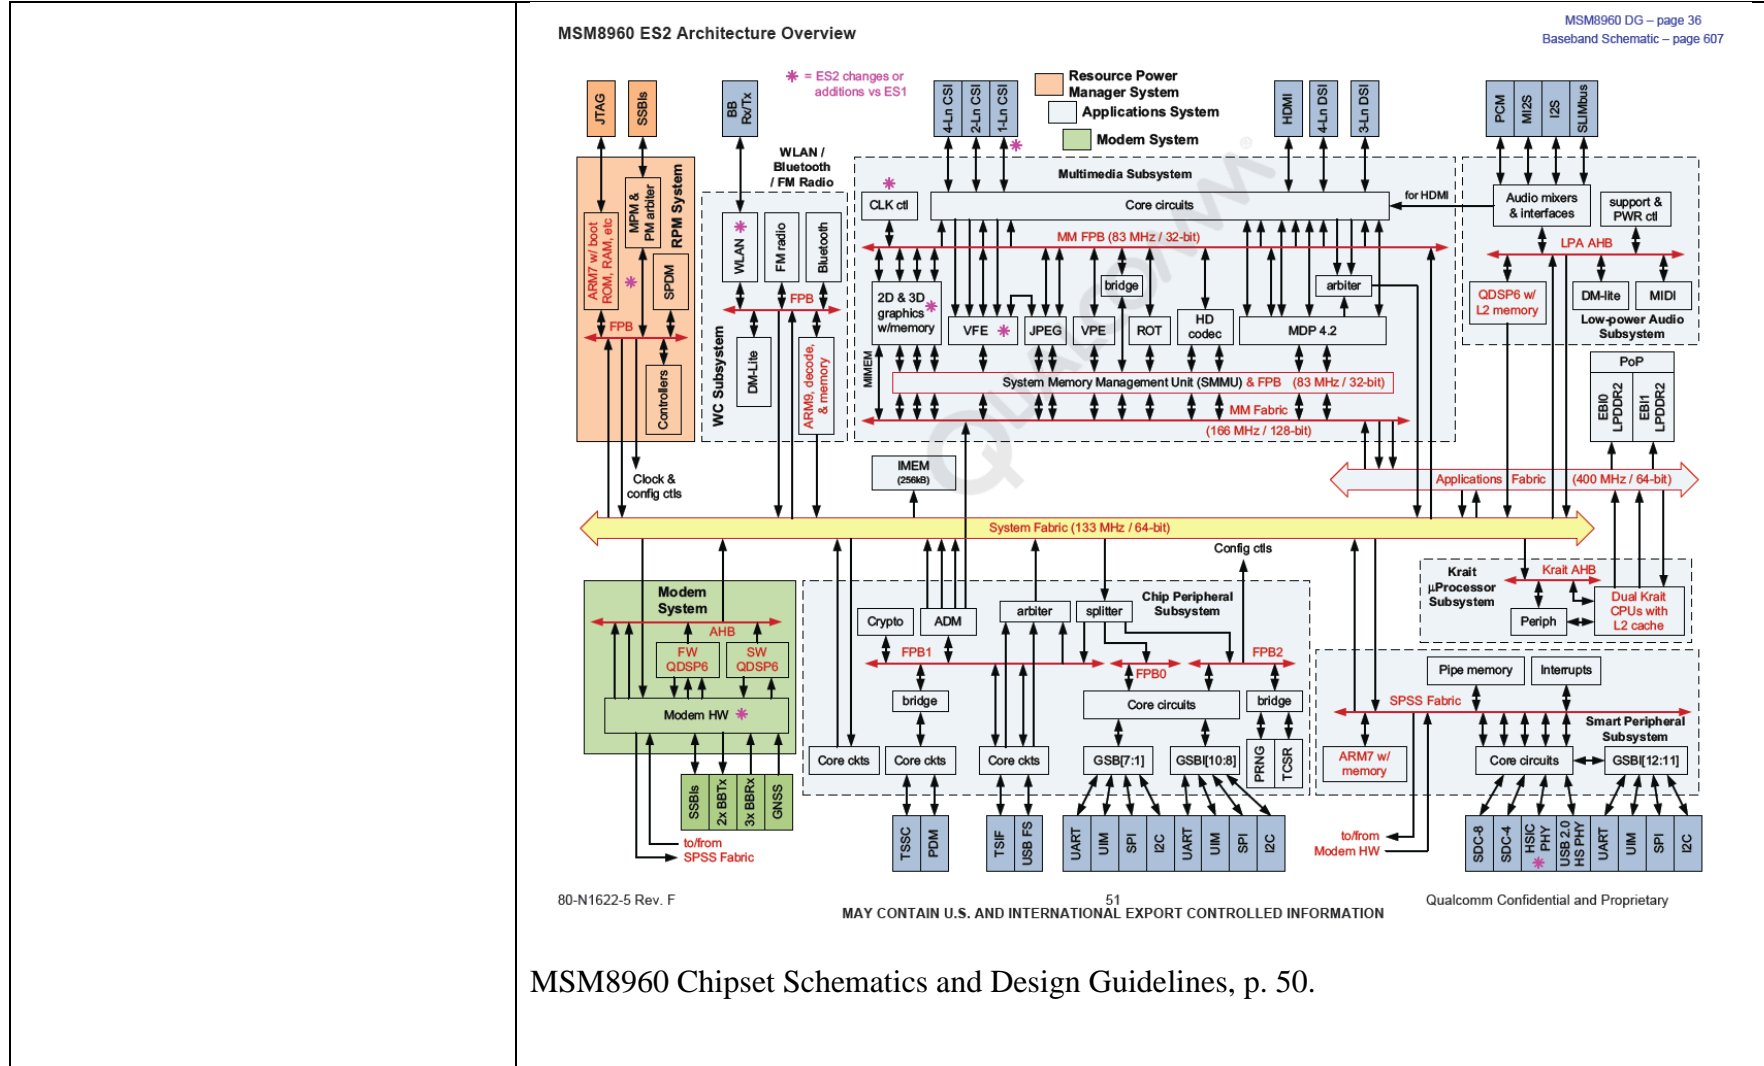 MSM8960 ES2 Architecture Overview
MSM8960 DG – page 36
Baseband Schematic – page 607
✳ = ES2 changes or
additions vs ES1
Resource Power
Manager System
Applications System
Modem System
JTAG
SSBIs
BB
Rx/Tx
4-Ln CSI
2-Ln CSI
1-Ln CSI
✳
HDMI
4-Ln DSI
3-Ln DSI
PCM
MI2S
I2S
SLIMbus
RPM System
MPM &
PM arbiter
ARM7 w/ boot
ROM, RAM, etc
✳
SPDM
FPB
Controllers
Clock &
config ctls
WLAN /
Bluetooth
/ FM Radio
WLAN ✳
FM radio
Bluetooth
FPB
WC Subsystem
DM-Lite
ARM9, decode,
& memory
Multimedia Subsystem
✳
CLK ctl
Core circuits
for HDMI
MM FPB (83 MHz / 32-bit)
2D & 3D
graphics ✳
w/memory
VFE ✳
JPEG
VPE
bridge
ROT
HD
codec
arbiter
MDP 4.2
MIMEM
System Memory Management Unit (SMMU) & FPB (83 MHz / 32-bit)
MM Fabric
(166 MHz / 128-bit)
Audio mixers
& interfaces
support &
PWR ctl
LPA AHB
QDSP6 w/
L2 memory
DM-lite
MIDI
Low-power Audio
Subsystem
PoP
EBI0
LPDDR2
EBI1
LPDDR2
IMEM
(256kB)
Applications Fabric (400 MHz / 64-bit)
System Fabric (133 MHz / 64-bit)
Config ctls
Modem
System
AHB
FW
QDSP6
SW
QDSP6
Modem HW ✳
SSBIs
2x BBTx
3x BBRx
GNSS
to/from
SPSS Fabric
Chip Peripheral
Subsystem
Crypto
ADM
arbiter
splitter
FPB1
FPB0
FPB2
bridge
Core circuits
bridge
Core ckts
Core ckts
Core ckts
GSB[7:1]
GSBI[10:8]
PRNG
TCSR
TSSC
PDM
TSIF
USB FS
UART
UIM
SPI
I2C
UART
UIM
SPI
I2C
Krait
µProcessor
Subsystem
Krait AHB
Periph
Dual Krait
CPUs with
L2 cache
Pipe memory
Interrupts
SPSS Fabric
Smart Peripheral
Subsystem
ARM7 w/
memory
Core circuits
GSBI[12:11]
to/from
Modem HW
SDC-8
SDC-4
HSIC
PHY
✳
USB 2.0
HS PHY
UART
UIM
SPI
I2C
QUALCOMM®
80-N1622-5 Rev. F
51
Qualcomm Confidential and Proprietary
MAY CONTAIN U.S. AND INTERNATIONAL EXPORT CONTROLLED INFORMATION
MSM8960 Chipset Schematics and Design Guidelines, p. 50.